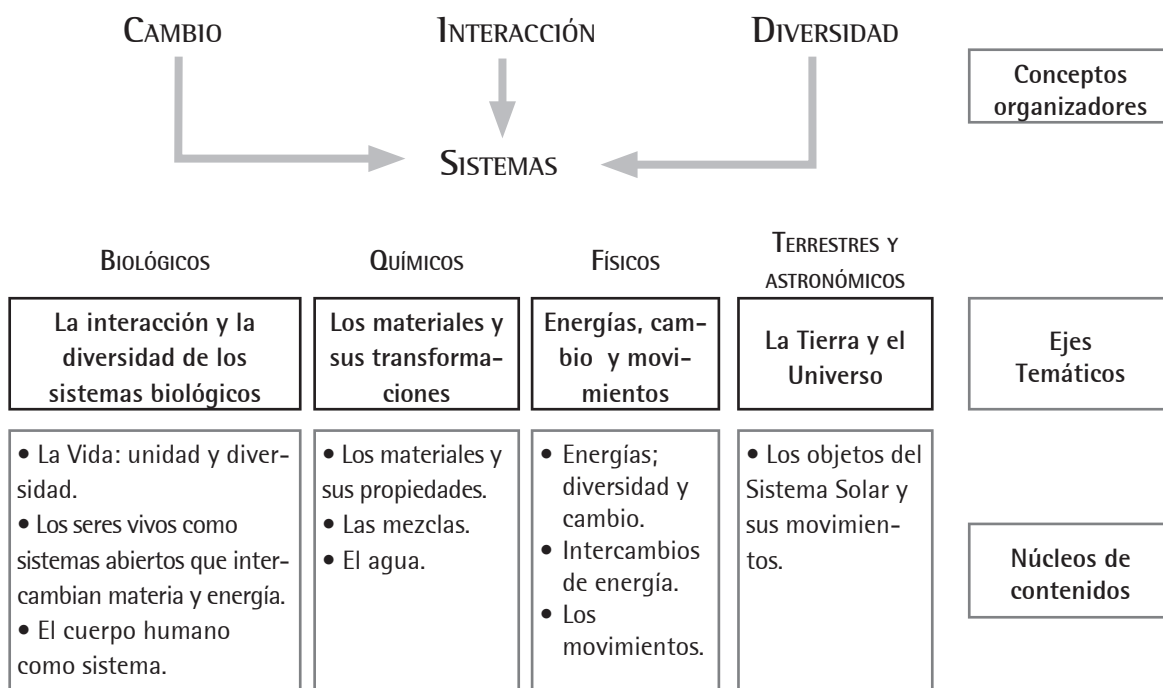 CAMBIO
INTERACCIÓN
DIVERSIDAD
Conceptos
organizadores
SISTEMAS
BIOLÓGICOS
QUÍMICOS
FÍSICOS
TERRESTRES Y
ASTRONÓMICOS
La interacción y la
diversidad de los
sistemas biológicos
Los materiales y
sus transforma-
ciones
Energías, cam-
bio y movi-
mientos
La Tierra y el
Universo
Ejes
Temáticos
• La Vida: unidad y diver-
sidad.
• Los seres vivos como
sistemas abiertos que inter-
cambian materia y energía.
• El cuerpo humano
como sistema.
• Los materiales y
sus propiedades.
• Las mezclas.
• El agua.
• Energías;
diversidad y
cambio.
• Intercambios
de energía.
• Los
movimientos.
• Los objetos del
Sistema Solar y
sus movimien-
tos.
Núcleos de
contenidos